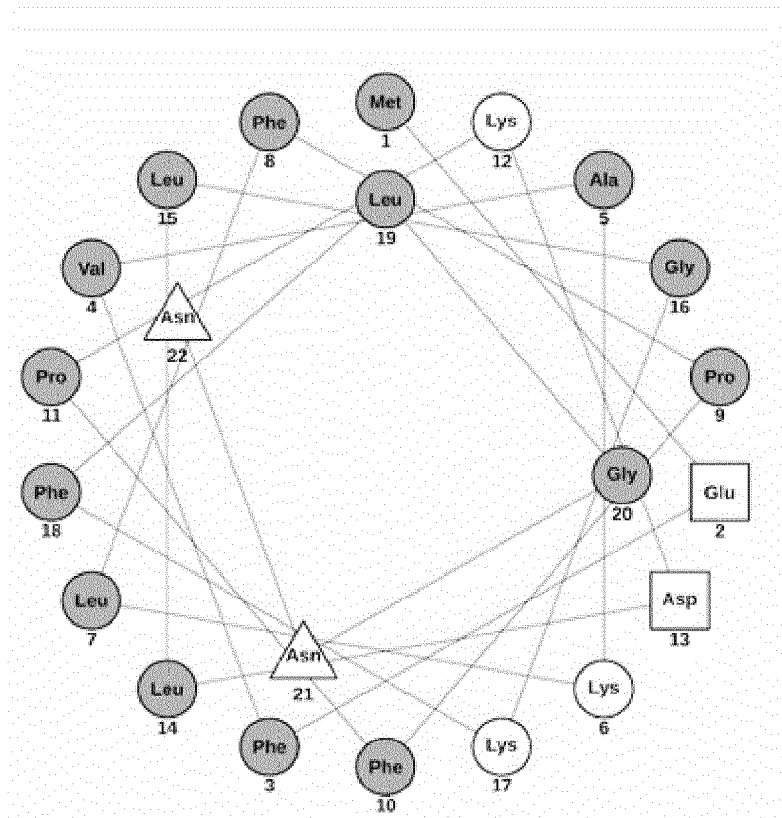 Met
1
Phe
8
Lys
12
Leu
15
Leu
19
Ala
5
Val
4
Gly
16
Asn
22
Pro
11
Pro
9
Phe
18
Gly
20
Glu
2
Leu
7
Asp
13
Asn
21
Leu
14
Lys
6
Phe
3
Phe
10
Lys
17